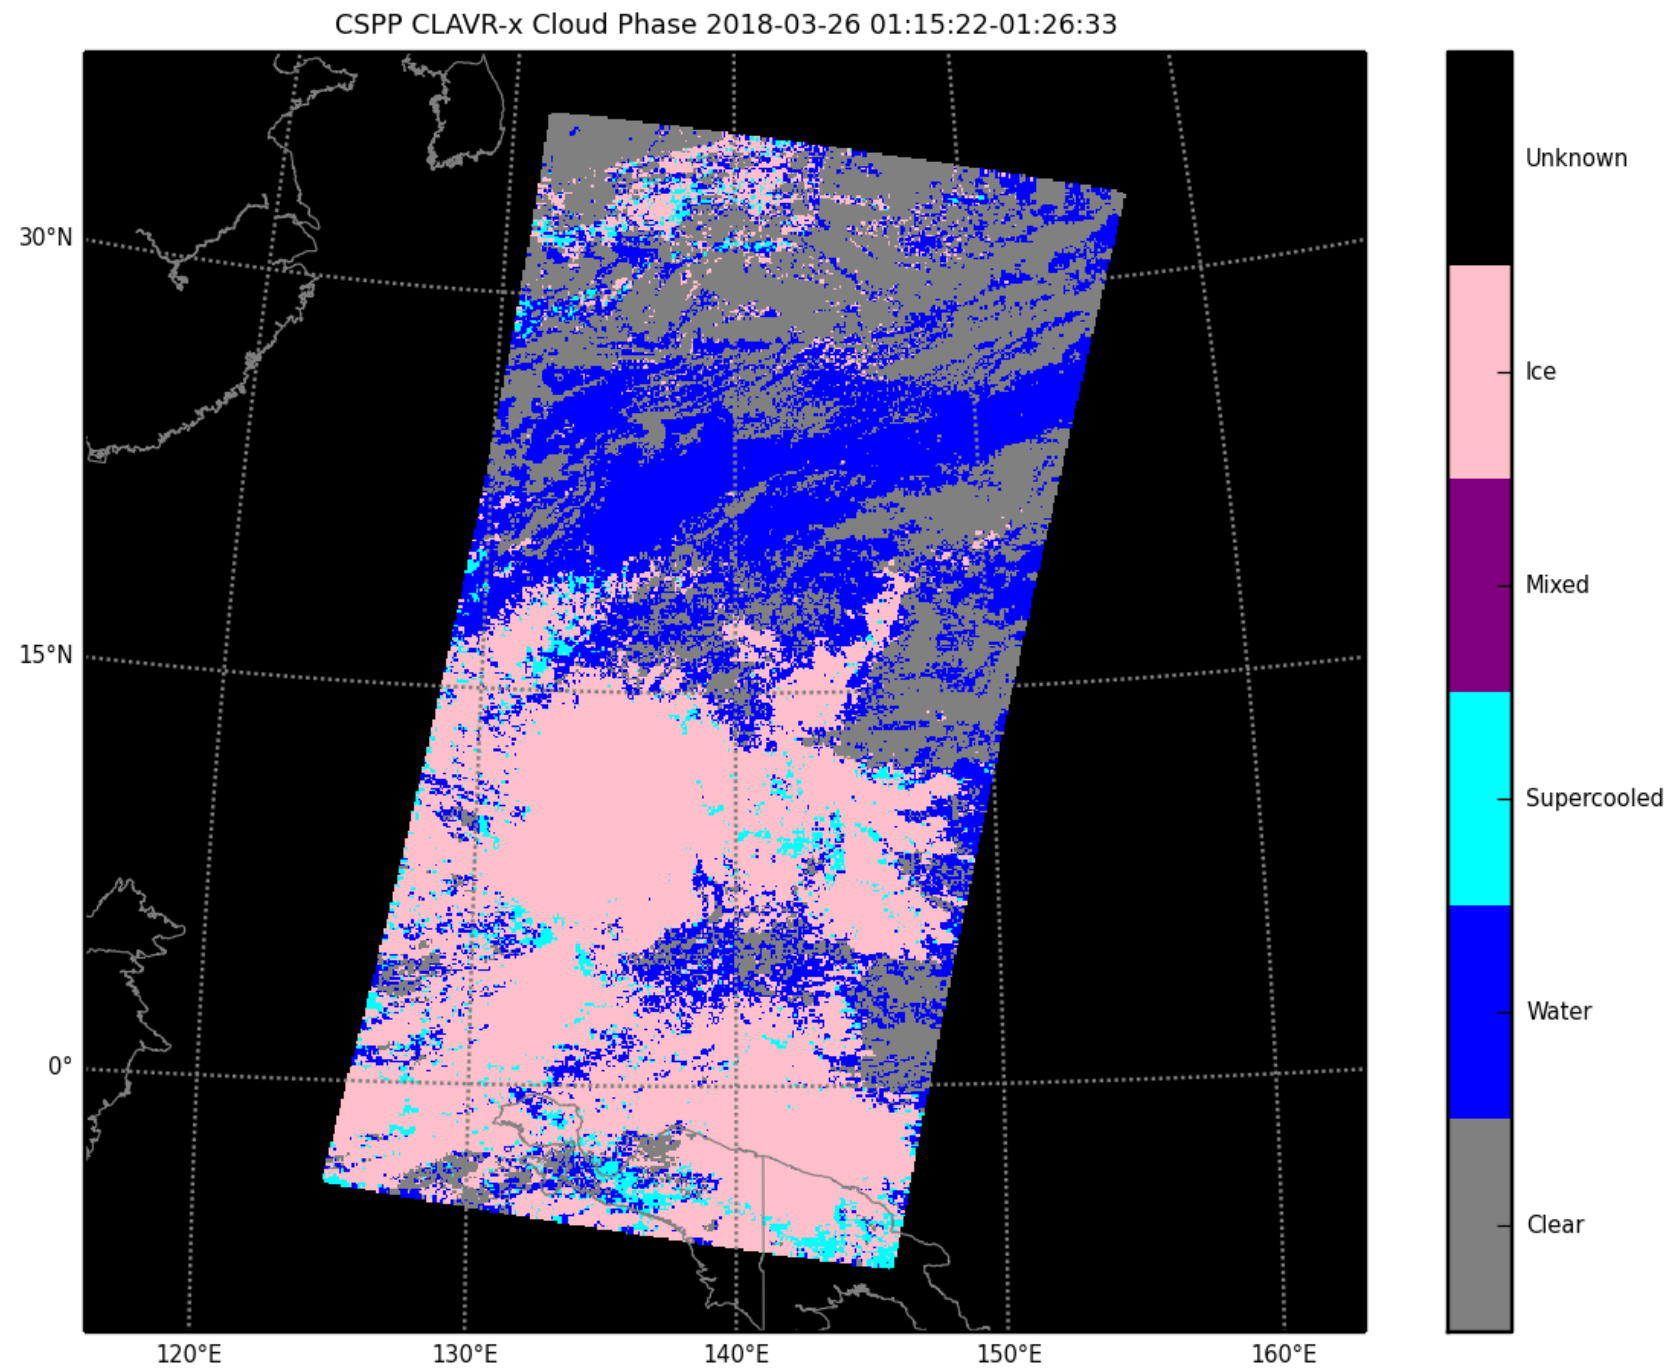 CSPP CLAVR-x Cloud Phase 2018-03-26 01:15:22-01:26:33
30°N
15°N
0°
120°E
130°E
140°E
150°E
160°E
Unknown
Ice
Mixed
Supercooled
Water
Clear